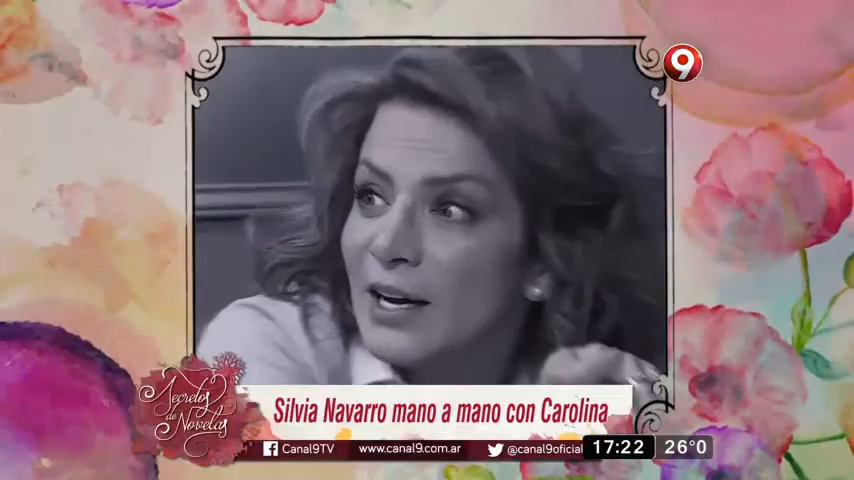 9
Secretos
de
Novelas
Silvia Navarro mano a mano con Carolina
Canal9TV
www.canal9.com.ar
@canal9oficial
17:22
26°0